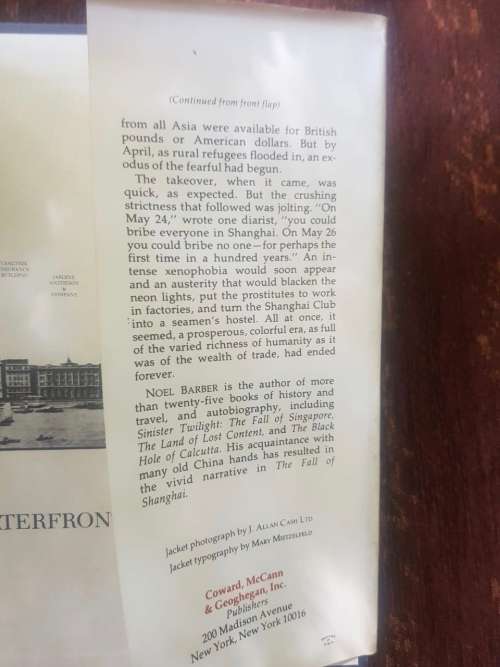 (Continued from front flap)
from all Asia were available for British
pounds or American dollars. But by
April, as rural refugees flooded in, an ex-
odus of the fearful had begun.
The takeover, when it came, was
quick, as expected. But the crushing
strictness that followed was jolting. "On
May 24," wrote one diarist, "you could
bribe everyone in Shanghai. On May 26
you could bribe no one—for perhaps the
first time in a hundred years." An in-
tense xenophobia would soon appear
and an austerity that would blacken the
neon lights, put the prostitutes to work
in factories, and turn the Shanghai Club
into a seamen's hostel. All at once, it
seemed, a prosperous, colorful era, as full
of the varied richness of humanity as it
was of the wealth of trade, had ended
forever.
NOEL BARBER is the author of more
than twenty-five books of history and
travel, and autobiography, including
Sinister Twilight: The Fall of Singapore,
The Land of Lost Content, and The Black
Hole of Calcutta. His acquaintance with
many old China hands has resulted in
the vivid narrative in The Fall of
Shanghai.
Jacket photograph by J. ALLAN CASH LTD
Jacket typography by MARY MIETZELFELD
Coward, McCann
& Geoghegan, Inc.
Publishers
200 Madison Avenue
New York, New York 10016
BUILDING
JARDINE
MATHESON
&
COMPANY
TERFRON